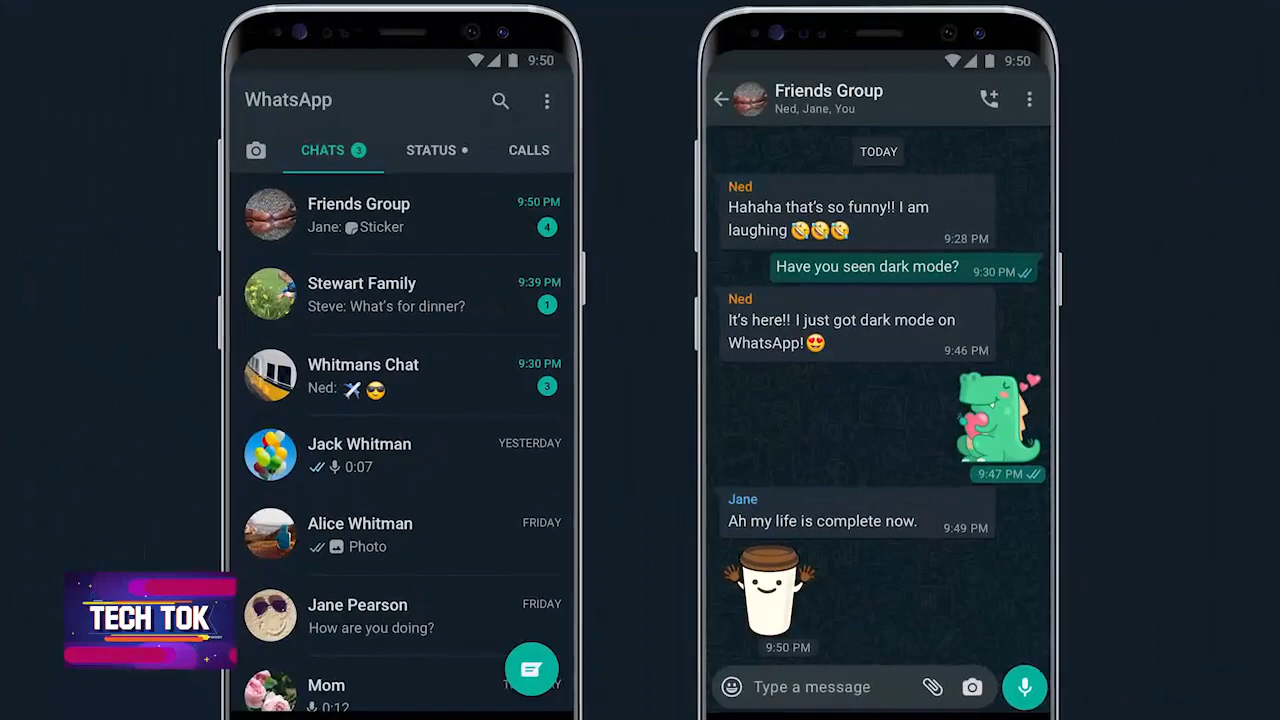 9:50
WhatsApp
CHATS 3
STATUS
CALLS
Friends Group
9:50 PM
Jane: Sticker
4
Stewart Family
9:39 PM
Steve: What's for dinner?
1
Whitmans Chat
9:30 PM
Ned: ✈️😎
3
Jack Whitman
YESTERDAY
0:07
Alice Whitman
FRIDAY
Photo
Jane Pearson
FRIDAY
How are you doing?
Mom
0:12
9:50
Friends Group
Ned, Jane, You
TODAY
Ned
Hahaha that's so funny!! I am
laughing 🤣🤣🤣
9:28 PM
Have you seen dark mode?
9:30 PM
Ned
It's here!! I just got dark mode on
WhatsApp!😍
9:46 PM
9:47 PM
Jane
Ah my life is complete now.
9:49 PM
9:50 PM
Type a message
TECH TOK